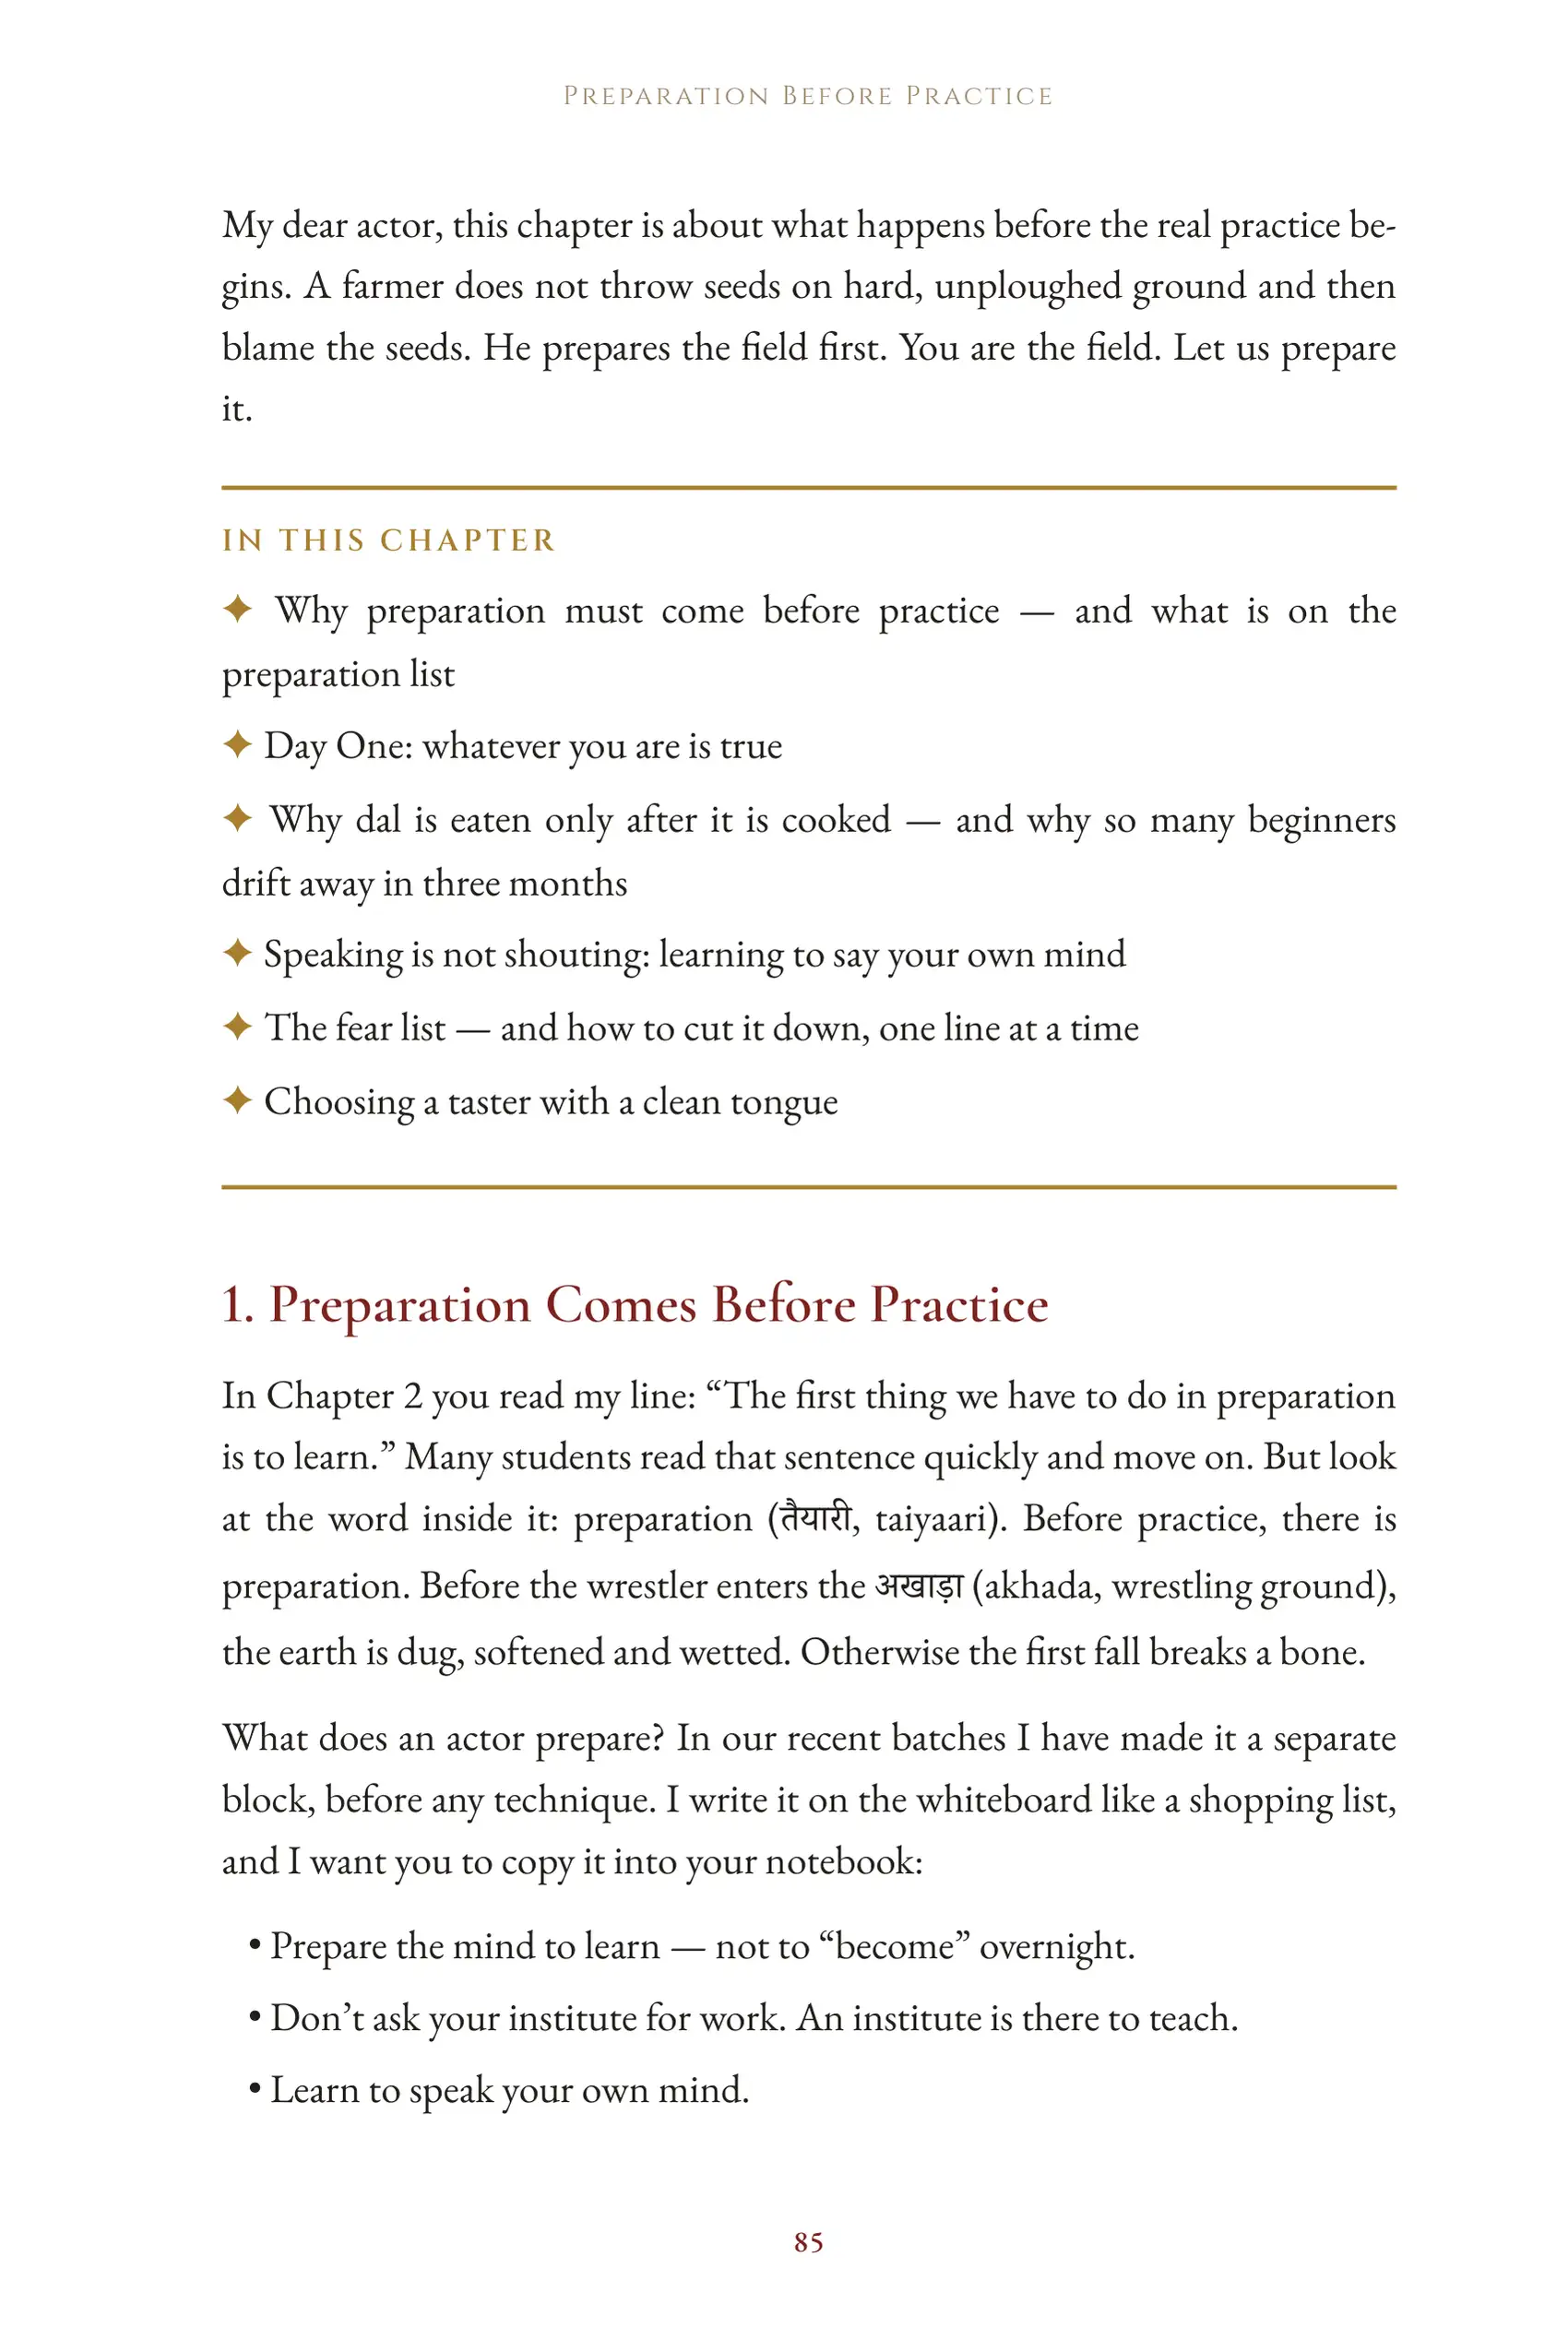 PREPARATION BEFORE PRACTICE
My dear actor, this chapter is about what happens before the real practice be-
gins. A farmer does not throw seeds on hard, unploughed ground and then
blame the seeds. He prepares the field first. You are the field. Let us prepare
it.
IN THIS CHAPTER
✦ Why preparation must come before practice — and what is on the
preparation list
✦ Day One: whatever you are is true
✦ Why dal is eaten only after it is cooked — and why so many beginners
drift away in three months
✦ Speaking is not shouting: learning to say your own mind
✦ The fear list — and how to cut it down, one line at a time
✦ Choosing a taster with a clean tongue
1. Preparation Comes Before Practice
In Chapter 2 you read my line: “The first thing we have to do in preparation
is to learn.” Many students read that sentence quickly and move on. But look
at the word inside it: preparation (तैयारी, taiyaari). Before practice, there is
preparation. Before the wrestler enters the अखाड़ा (akhada, wrestling ground),
the earth is dug, softened and wetted. Otherwise the first fall breaks a bone.
What does an actor prepare? In our recent batches I have made it a separate
block, before any technique. I write it on the whiteboard like a shopping list,
and I want you to copy it into your notebook:
• Prepare the mind to learn — not to “become” overnight.
• Don’t ask your institute for work. An institute is there to teach.
• Learn to speak your own mind.
85